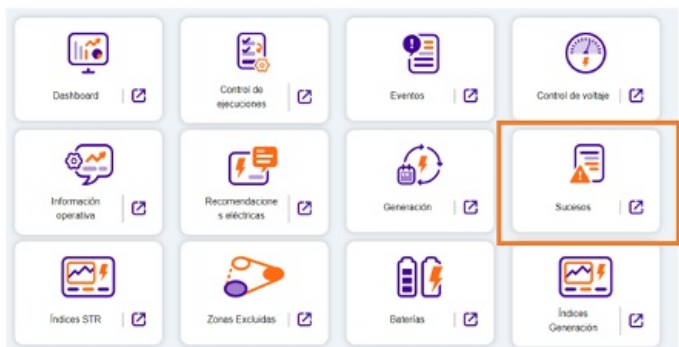 Dashboard
Control de
ejecuciones
Eventos
Control de voltaje
Información
operativa
Recomendacione
s eléctricas
Generación
Sucesos
Índices STR
Zonas Excluidas
Baterías
Índices
Generación